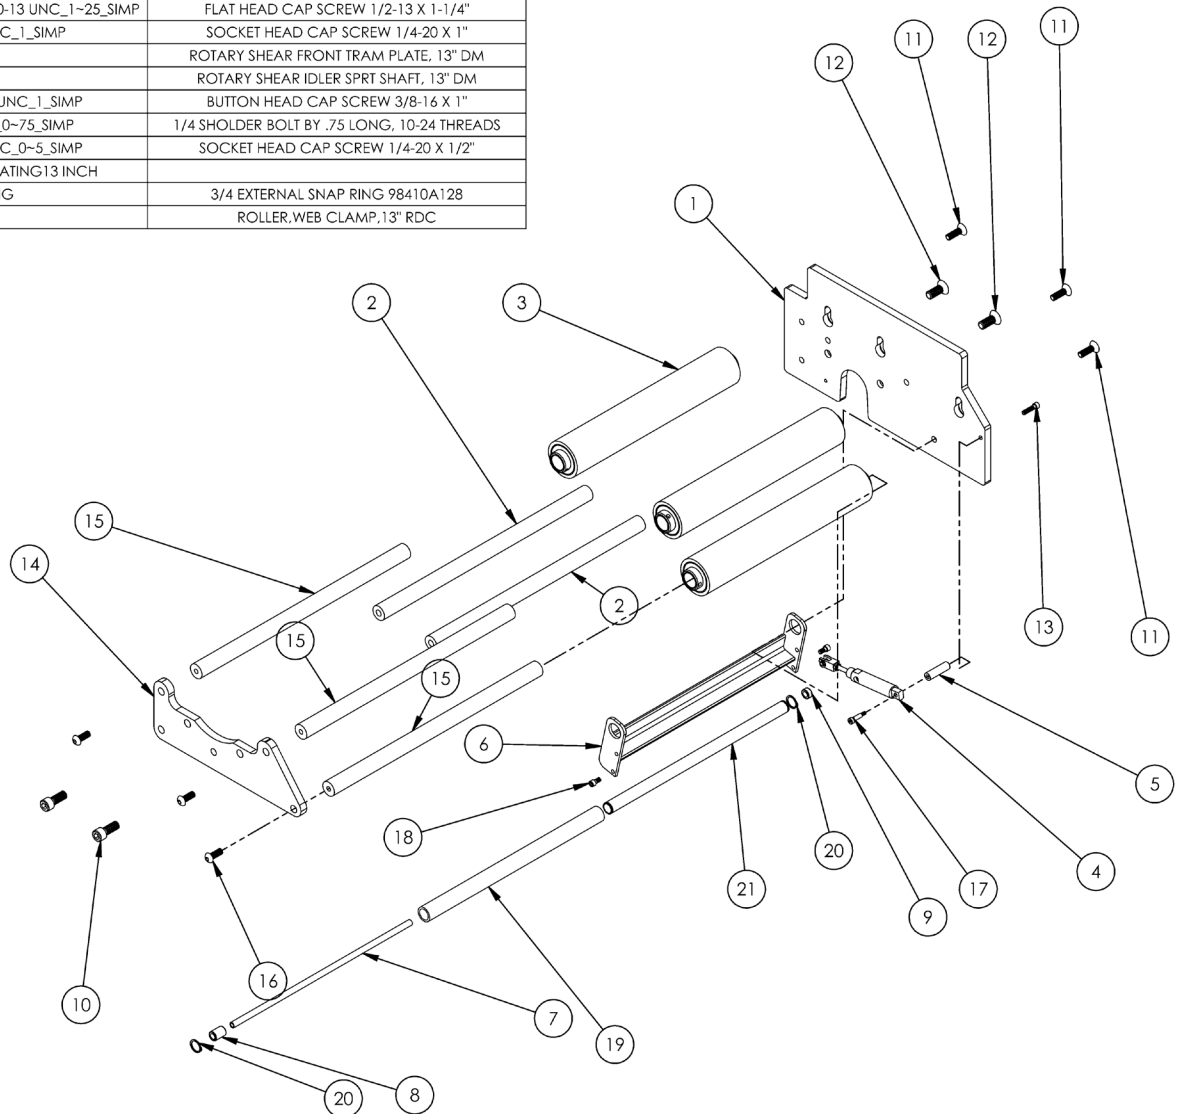 0-13 UNC_1~25_SIMP FLAT HEAD CAP SCREW 1/2-13 X 1-1/4"
C_1_SIMP SOCKET HEAD CAP SCREW 1/4-20 X 1"
ROTARY SHEAR FRONT TRAM PLATE, 13" DM
ROTARY SHEAR IDLER SPRT SHAFT, 13" DM
UNC_1_SIMP BUTTON HEAD CAP SCREW 3/8-16 X 1"
_0~75_SIMP 1/4 SHOLDER BOLT BY .75 LONG, 10-24 THREADS
C_0~5_SIMP SOCKET HEAD CAP SCREW 1/4-20 X 1/2"
ATING13 INCH
G 3/4 EXTERNAL SNAP RING 98410A128
ROLLER,WEB CLAMP,13" RDC
11
12
11
12
1
2
3
15
14
2
15
15
13
11
6
5
18
20
4
21
17
9
16
10
7
19
20
8